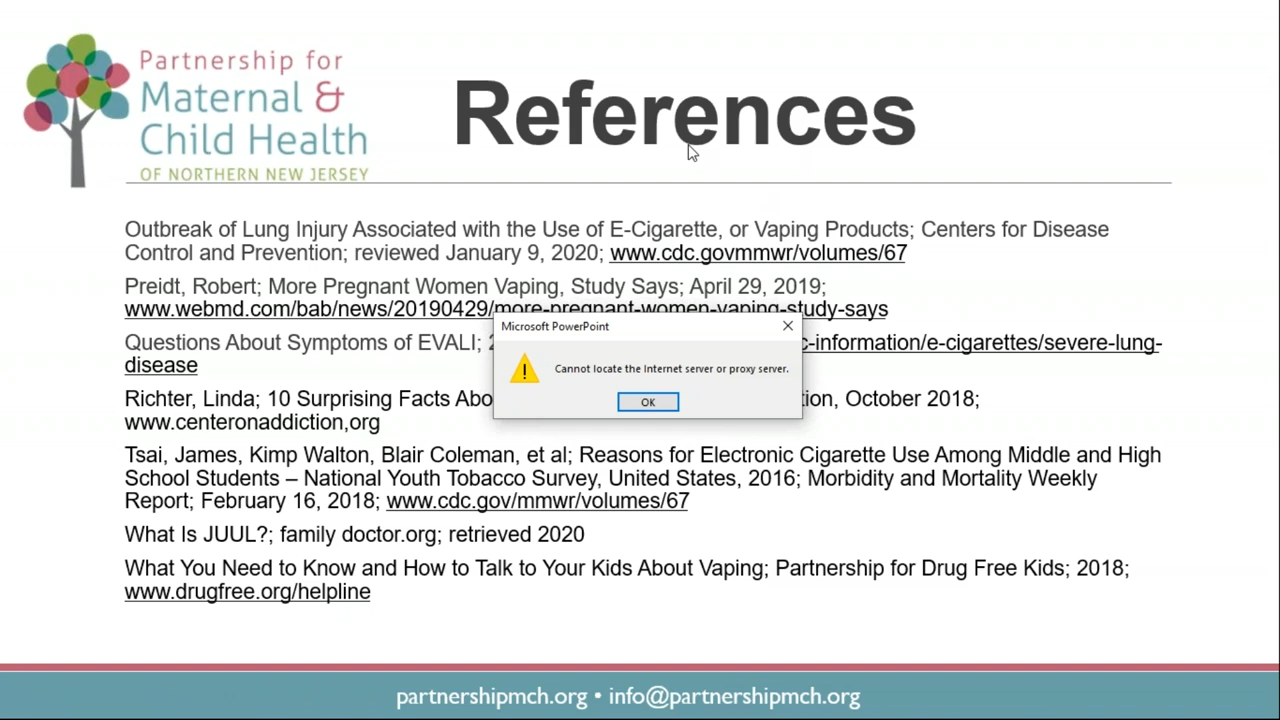 Partnership for
Maternal &
Child Health
OF NORTHERN NEW JERSEY
References
Outbreak of Lung Injury Associated with the Use of E-Cigarette, or Vaping Products; Centers for Disease
Control and Prevention; reviewed January 9, 2020; www.cdc.govmmwr/volumes/67
Preidt, Robert; More Pregnant Women Vaping, Study Says; April 29, 2019;
www.webmd.com/bab/news/20190429/more-pregnant-women-vaping-study-says
Questions About Symptoms of EVALI; c-information/e-cigarettes/severe-lung-
disease
Richter, Linda; 10 Surprising Facts October 2018;
www.centeronaddiction,org
Tsai, James, Kimp Walton, Blair Coleman, et al; Reasons for Electronic Cigarette Use Among Middle and High
School Students – National Youth Tobacco Survey, United States, 2016; Morbidity and Mortality Weekly
Report; February 16, 2018; www.cdc.gov/mmwr/volumes/67
What Is JUUL?; family doctor.org; retrieved 2020
What You Need to Know and How to Talk to Your Kids About Vaping; Partnership for Drug Free Kids; 2018;
www.drugfree.org/helpline
Microsoft PowerPoint
Cannot locate the Internet server or proxy server.
OK
partnershipmch.org • info@partnershipmch.org